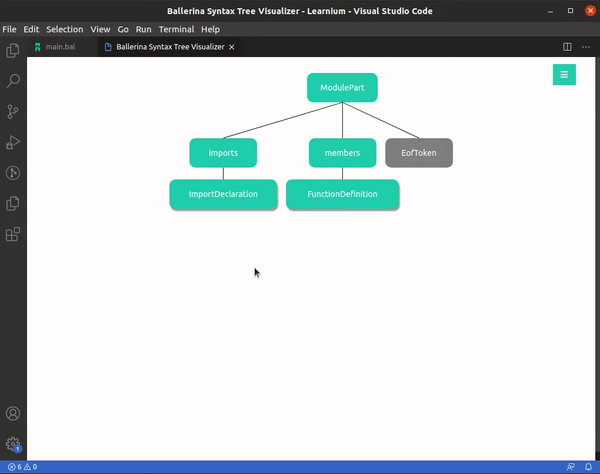 Ballerina Syntax Tree Visualizer - Learnium - Visual Studio Code
File Edit Selection View Go Run Terminal Help
main.bal Ballerina Syntax Tree Visualizer
ModulePart
imports members EofToken
ImportDeclaration FunctionDefinition
1
6 0